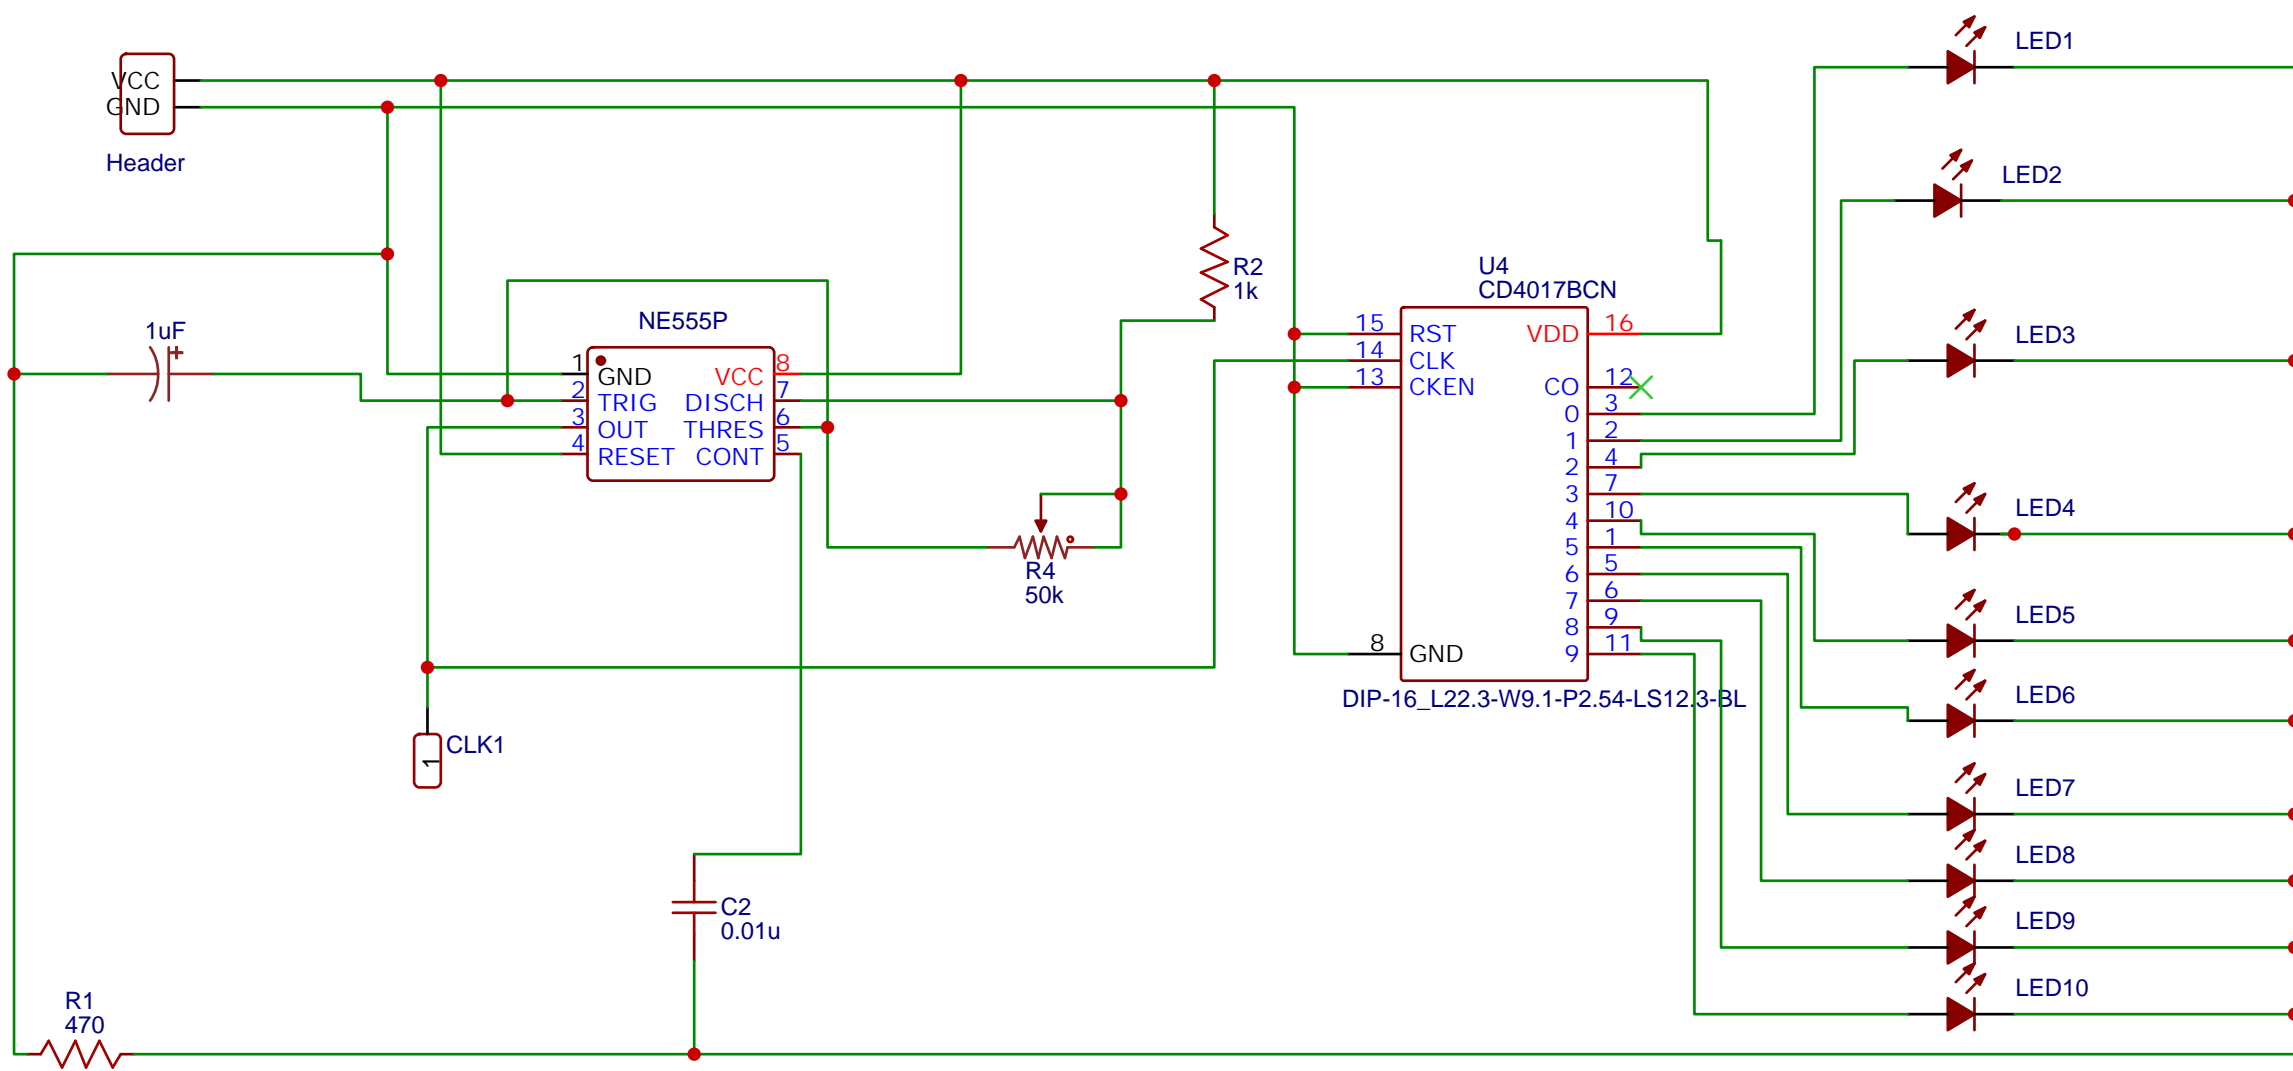 VCC
GND
Header
1uF
NE555P
1
2
3
4
GND
TRIG
OUT
RESET
VCC
DISCH
THRES
CONT
8
7
6
5
R2
1k
R4
50k
CLK1
1
C2
0.01u
R1
470
U4
CD4017BCN
15
14
13
8
RST
CLK
CKEN
GND
VDD
CO
0
1
2
3
4
5
6
7
8
9
16
12
3
2
4
7
10
1
5
6
9
11
DIP-16_L22.3-W9.1-P2.54-LS12.3-BL
LED1
LED2
LED3
LED4
LED5
LED6
LED7
LED8
LED9
LED10